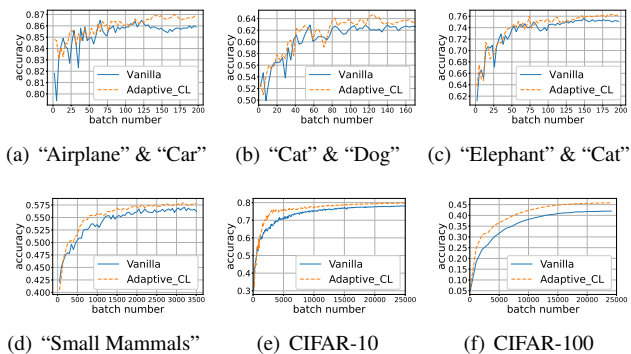 0.87
0.86
0.85
0.84
0.83
0.82
0.81
0.80
accuracy
Vanilla
Adaptive_CL
0 25 50 75 100 125 150 175 200
batch number
(a) “Airplane” & “Car”
0.64
0.62
0.60
0.58
0.56
0.54
0.52
0.50
accuracy
Vanilla
Adaptive_CL
0 20 40 60 80 100 120 140 160
batch number
(b) “Cat” & “Dog”
0.76
0.74
0.72
0.70
0.68
0.66
0.64
0.62
accuracy
Vanilla
Adaptive_CL
0 25 50 75 100 125 150 175 200
batch number
(c) “Elephant” & “Cat”
0.575
0.550
0.525
0.500
0.475
0.450
0.425
0.400
accuracy
Vanilla
Adaptive_CL
0 500 1000 1500 2000 2500 3000 3500
batch number
(d) “Small Mammals”
0.8
0.7
0.6
0.5
0.4
0.3
accuracy
Vanilla
Adaptive_CL
0 5000 10000 15000 20000 25000
batch number
(e) CIFAR-10
0.45
0.40
0.35
0.30
0.25
0.20
0.15
0.10
0.05
accuracy
Vanilla
Adaptive_CL
0 5000 10000 15000 20000 25000
batch number
(f) CIFAR-100